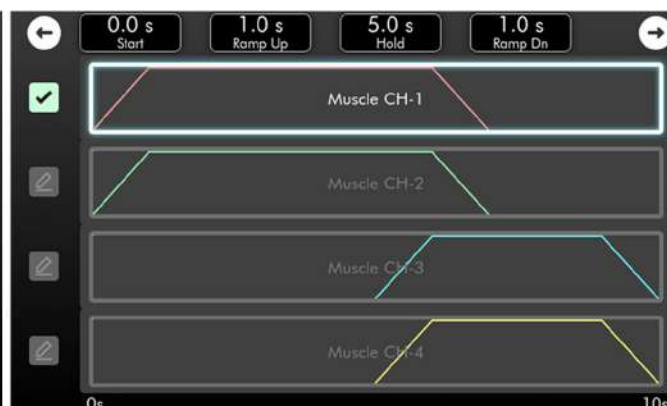 0.0 s 1.0 s 5.0 s 1.0 s
Start Ramp Up Hold Ramp Dn
Muscle CH-1
Muscle CH-2
Muscle CH-3
Muscle CH-4
0s 10s